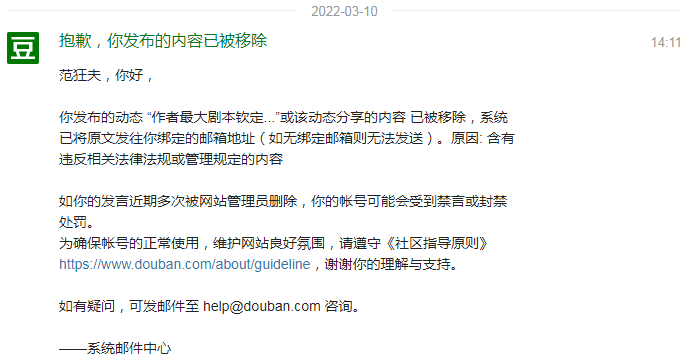 2022-03-10
豆
抱歉，你发布的内容已被移除
14:11
范狂夫，你好，
你发布的动态 “作者最大剧本钦定...”或该动态分享的内容 已被移除，系统
已将原文发往你绑定的邮箱地址（如无绑定邮箱则无法发送）。原因: 含有
违反相关法律法规或管理规定的内容
如你的发言近期多次被网站管理员删除，你的帐号可能会受到禁言或封禁
处罚。
为确保帐号的正常使用，维护网站良好氛围，请遵守《社区指导原则》
https://www.douban.com/about/guideline，谢谢你的理解与支持。
如有疑问，可发邮件至 help@douban.com 咨询。
——系统邮件中心